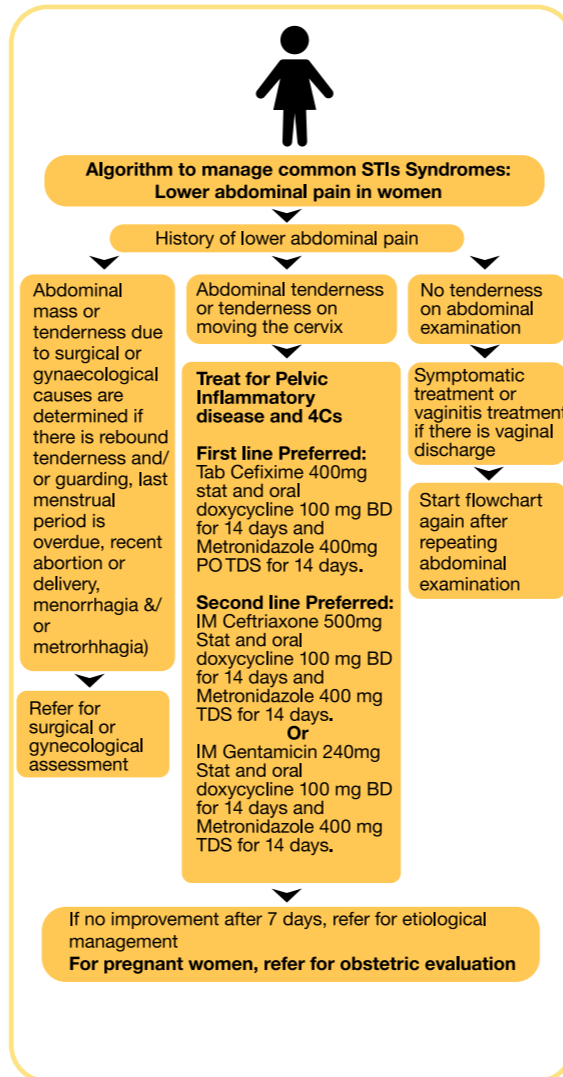 Algorithm to manage common STIs Syndromes:
Lower abdominal pain in women
History of lower abdominal pain
Abdominal
mass or
tenderness due
to surgical or
gynaecological
causes are
determined if
there is rebound
tenderness and/
or guarding, last
menstrual
period is
overdue, recent
abortion or
delivery,
menorrhagia &/
or
metrorhhagia)
Refer for
surgical or
gynecological
assessment
Abdominal tenderness
or tenderness on
moving the cervix
Treat for Pelvic
Inflammatory
disease and 4Cs
First line Preferred:
Tab Cefixime 400mg
stat and oral
doxycycline 100 mg BD
for 14 days and
Metronidazole 400mg
PO TDS for 14 days.
Second line Preferred:
IM Ceftriaxone 500mg
Stat and oral
doxycycline 100 mg BD
for 14 days and
Metronidazole 400 mg
TDS for 14 days.
Or
IM Gentamicin 240mg
Stat and oral
doxycycline 100 mg BD
for 14 days and
Metronidazole 400 mg
TDS for 14 days.
No tenderness
on abdominal
examination
Symptomatic
treatment or
vaginitis treatment
if there is vaginal
discharge
Start flowchart
again after
repeating
abdominal
examination
If no improvement after 7 days, refer for etiological
management
For pregnant women, refer for obstetric evaluation